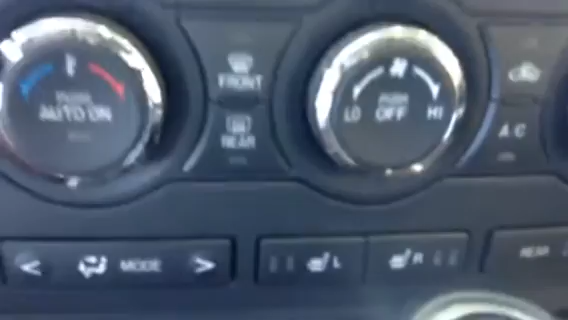 PUSH
AUTO ON
FRONT
REAR
LO PUSH OFF HI
A/C
< MODE >
L
R
REAR